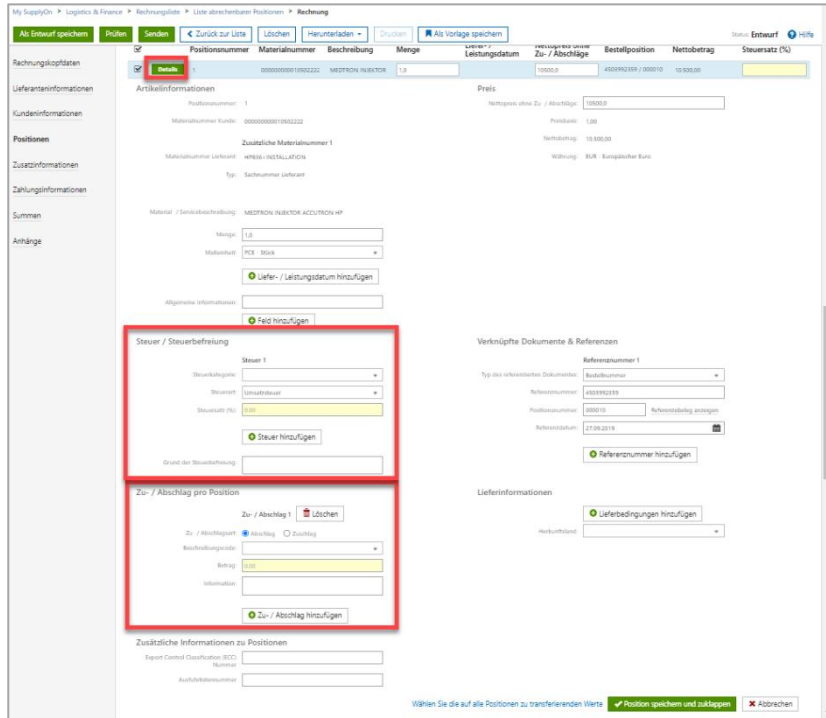 My SupplyOn > Logistics & Finance > Rechnungsliste > Liste abrechenbarer Positionen > Rechnung
Als Entwurf speichern Prüfen Senden Zurück zur Liste Löschen Herunterladen Drucken Als Vorlage speichern Status: Entwurf Hilfe
Positionsnummer Materialnummer Beschreibung Menge Liefer- / Leistungsdatum Nettopreis ohne Zu- / Abschläge Bestellposition Nettobetrag Steuersatz (%)
Details 1 000000000010502222 MEDTRON INJEKTOR 1,0 10500,0 4503992359 / 000010 10.500,00
Rechnungskopfdaten
Lieferanteninformationen
Kundeninformationen
Positionen
Zusatzinformationen
Zahlungsinformationen
Summen
Anhänge
Artikelinformationen
Positionsnummer: 1
Materialnummer Kunde: 000000000010502222
Zusätzliche Materialnummer 1
Materialnummer Lieferant: HP836+INSTALLATION
Typ: Sachnummer Lieferant
Material- / Servicebeschreibung: MEDTRON INJEKTOR ACCUTRON HP
Menge: 1,0
Maßeinheit: PCE - Stück
Liefer- / Leistungsdatum hinzufügen
Allgemeine Informationen:
Feld hinzufügen
Preis
Nettopreis ohne Zu- / Abschläge: 10500,0
Preisbasis: 1,00
Nettobetrag: 10.500,00
Währung: EUR - Europäischer Euro
Steuer / Steuerbefreiung
Steuer 1
Steuerkategorie:
Steuerart: Umsatzsteuer
Steuersatz (%): 0,00
Steuer hinzufügen
Grund der Steuerbefreiung:
Verknüpfte Dokumente & Referenzen
Referenznummer 1
Typ des referenzierten Dokumentes: Bestellnummer
Referenznummer: 4503992359
Positionsnummer: 000010 Referenzbeleg anzeigen
Referenzdatum: 27.09.2019
Referenznummer hinzufügen
Zu- / Abschlag pro Position
Zu- / Abschlag 1 Löschen
Zu- / Abschlagsart: Abschlag Zuschlag
Beschreibungscode:
Betrag: 0,00
Information:
Zu- / Abschlag hinzufügen
Lieferinformationen
Lieferbedingungen hinzufügen
Herkunftsland:
Zusätzliche Informationen zu Positionen
Export Control Classification (ECC) Nummer:
Ausfuhrlistennummer:
Wählen Sie die auf alle Positionen zu transferierenden Werte Position speichern und zuklappen Abbrechen